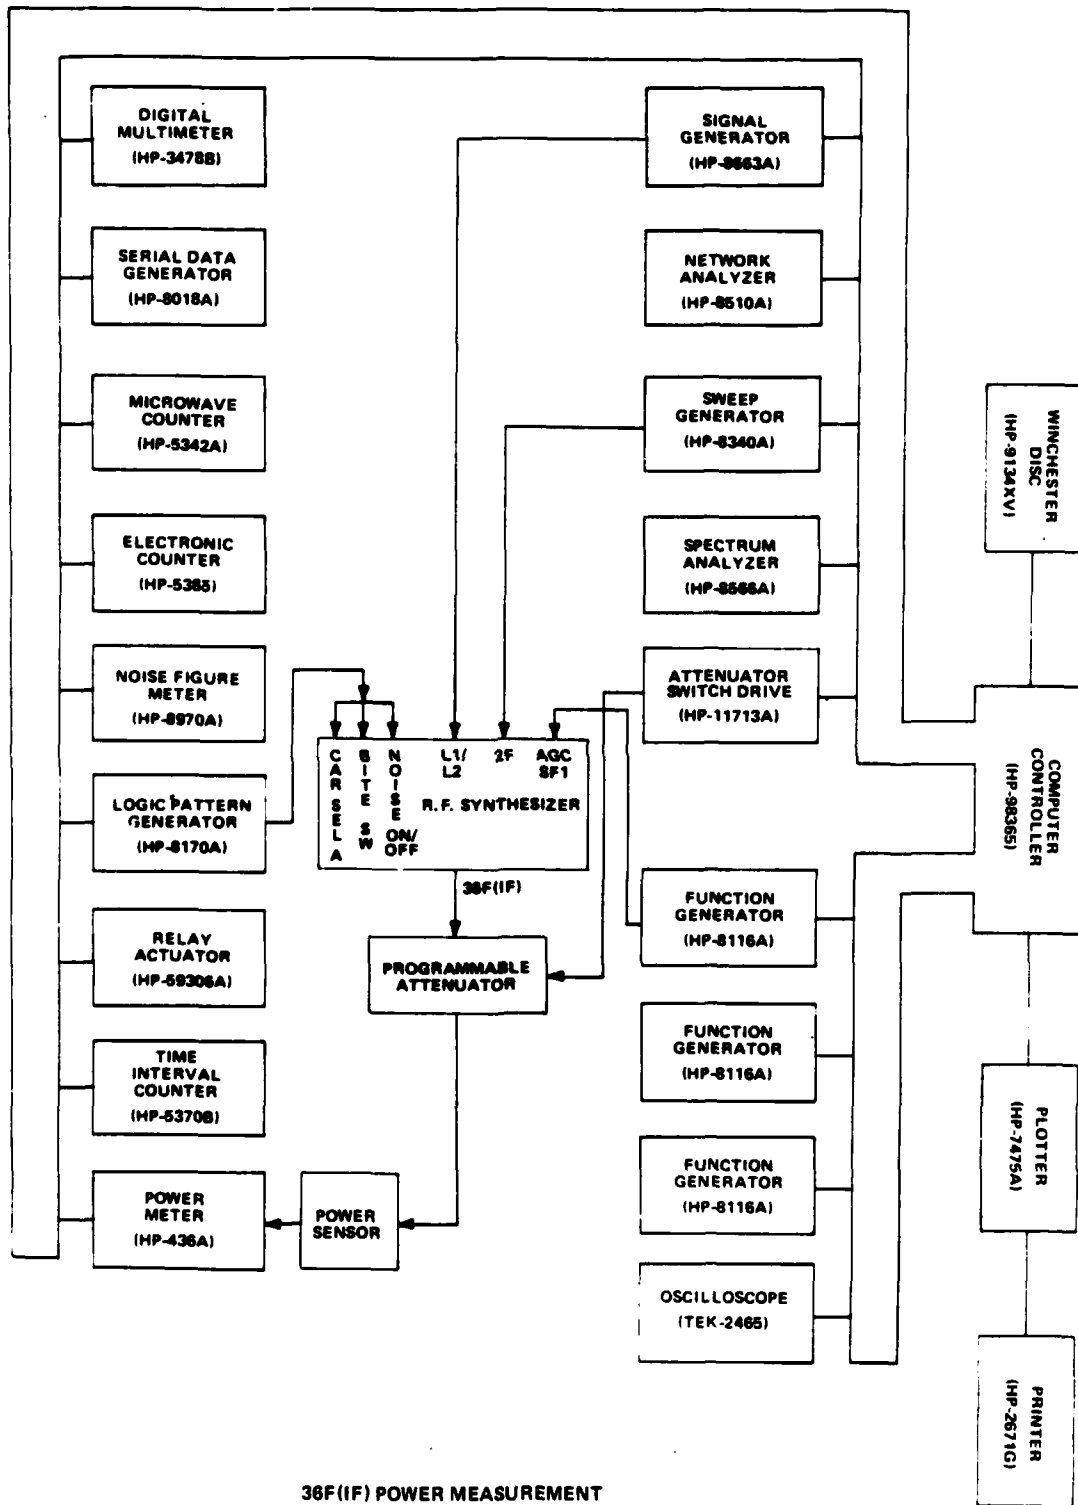 DIGITAL
MULTIMETER
(HP-3478B)
SERIAL DATA
GENERATOR
(HP-8018A)
MICROWAVE
COUNTER
(HP-5342A)
ELECTRONIC
COUNTER
(HP-5385)
NOISE FIGURE
METER
(HP-8970A)
LOGIC PATTERN
GENERATOR
(HP-8170A)
RELAY
ACTUATOR
(HP-59306A)
TIME
INTERVAL
COUNTER
(HP-5370B)
POWER
METER
(HP-436A)
POWER
SENSOR
CAR SEL A
BITE SW
NOISE
ON/
OFF
L1/
L2
2F
AGC
SF1
R.F. SYNTHESIZER
36F(IF)
PROGRAMMABLE
ATTENUATOR
SIGNAL
GENERATOR
(HP-8663A)
NETWORK
ANALYZER
(HP-8510A)
SWEEP
GENERATOR
(HP-8340A)
SPECTRUM
ANALYZER
(HP-8566A)
ATTENUATOR
SWITCH DRIVE
(HP-11713A)
FUNCTION
GENERATOR
(HP-8116A)
FUNCTION
GENERATOR
(HP-8116A)
FUNCTION
GENERATOR
(HP-8116A)
OSCILLOSCOPE
(TEK-2465)
WINCHESTER
DISC
(HP-9134XV)
COMPUTER
CONTROLLER
(HP-98365)
PLOTTER
(HP-7475A)
PRINTER
(HP-2671G)
36F(IF) POWER MEASUREMENT